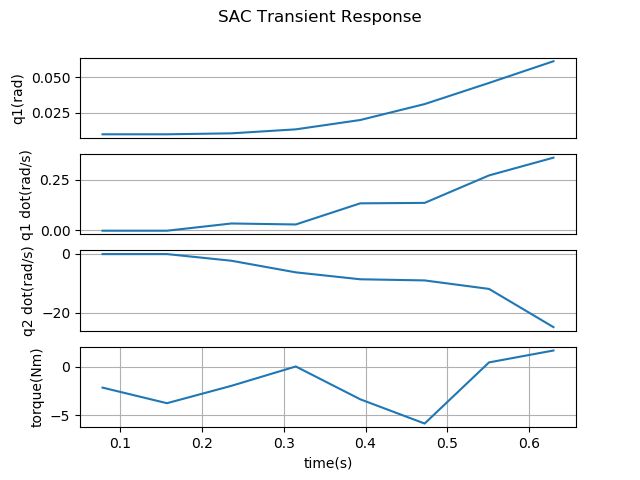 SAC Transient Response
q1(rad)
0.050
0.025
q1 dot(rad/s)
0.25
0.00
q2 dot(rad/s)
0
−20
torque(Nm)
0
−5
0.1 0.2 0.3 0.4 0.5 0.6
time(s)